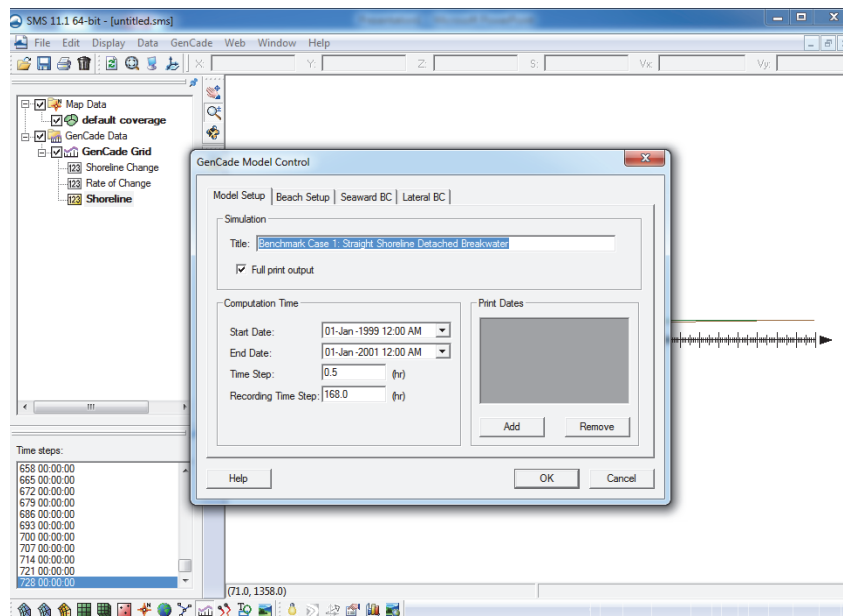 SMS 11.1 64-bit - [untitled.sms]
File Edit Display Data GenCade Web Window Help
X: Y: Z: S: Vx: Vy:
Map Data
default coverage
GenCade Data
GenCade Grid
123 Shoreline Change
123 Rate of Change
123 Shoreline
GenCade Model Control
Model Setup Beach Setup Seaward BC Lateral BC
Simulation
Title: Benchmark Case 1: Straight Shoreline Detached Breakwater
Full print output
Computation Time
Start Date: 01-Jan -1999 12:00 AM
End Date: 01-Jan -2001 12:00 AM
Time Step: 0.5 (hr)
Recording Time Step: 168.0 (hr)
Print Dates
Add Remove
Help OK Cancel
Time steps:
658 00:00:00
665 00:00:00
672 00:00:00
679 00:00:00
686 00:00:00
693 00:00:00
700 00:00:00
707 00:00:00
714 00:00:00
721 00:00:00
728 00:00:00
(71.0, 1358.0)